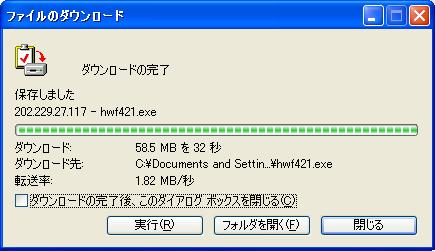 ファイルのダウンロード
ダウンロードの完了
保存しました
202.229.27.117 - hwf421.exe
ダウンロード: 58.5 MB を 32 秒
ダウンロード先: C:¥Documents and Settin...¥hwf421.exe
転送率: 1.82 MB/秒
ダウンロードの完了後、このダイアログ ボックスを閉じる(C)
実行(R) フォルダを開く(F) 閉じる